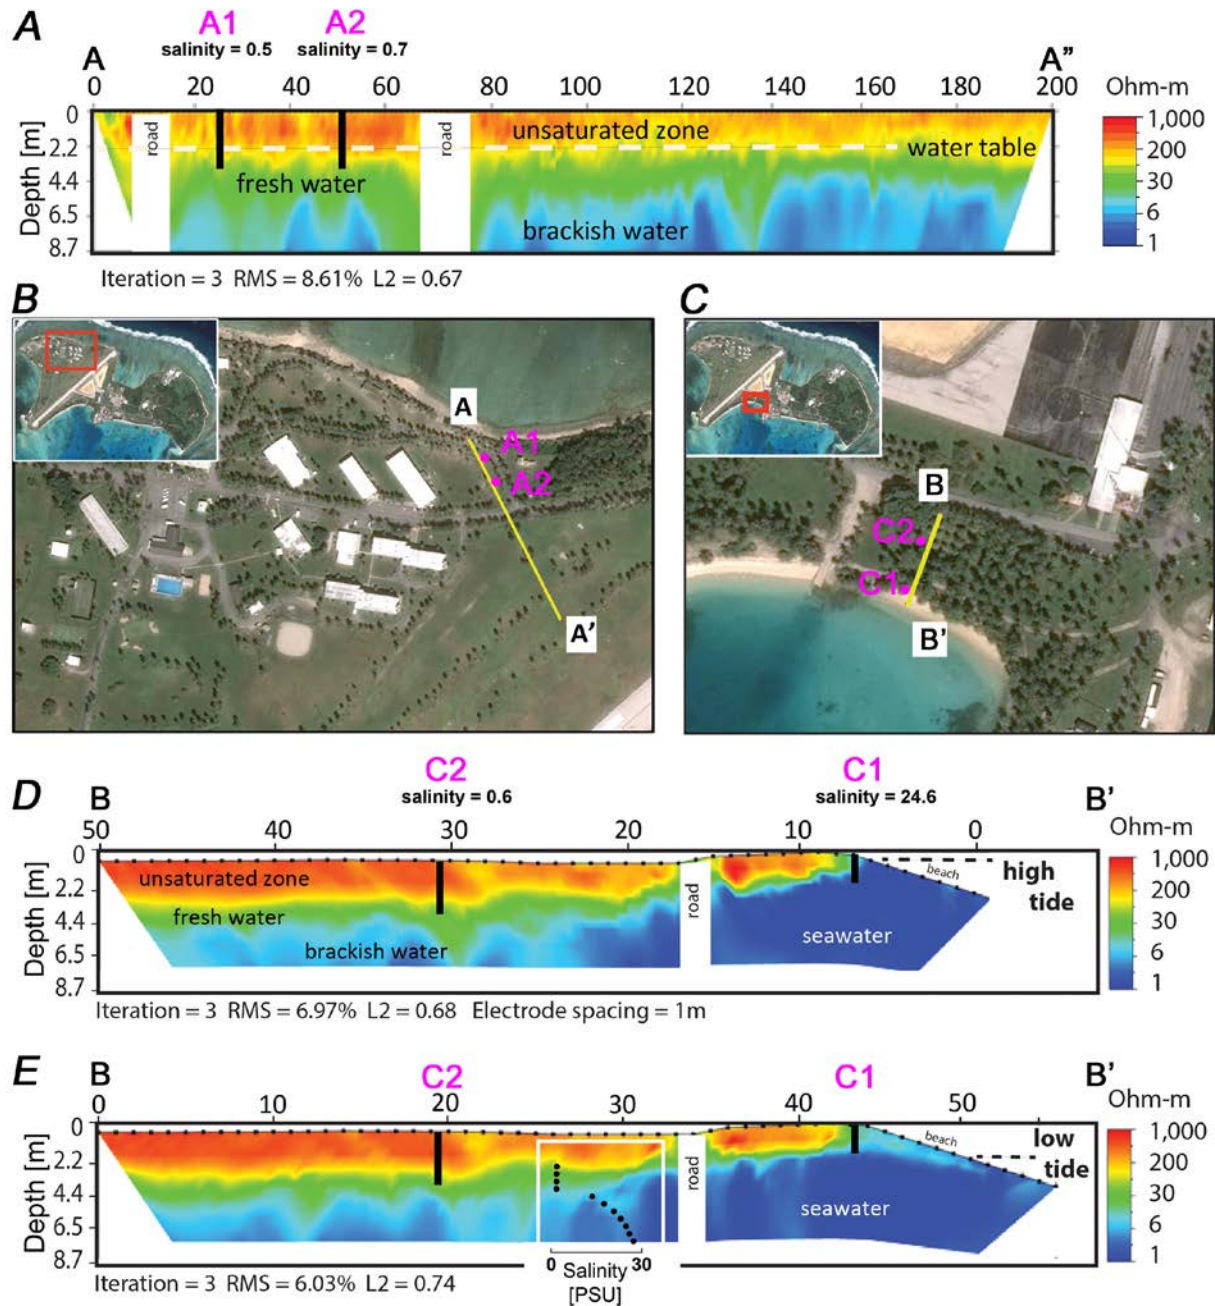 A
A1 A2
salinity = 0.5 salinity = 0.7
A A"
0 20 40 60 80 100 120 140 160 180 200
Ohm-m
Depth [m]
0
2.2
4.4
6.5
8.7
road
road
unsaturated zone
water table
fresh water
brackish water
1,000
200
30
6
1
Iteration = 3 RMS = 8.61% L2 = 0.67
B
A
A1
A2
A'
C
B
C2
C1
B'
D
C2 C1
salinity = 0.6 salinity = 24.6
B B'
50 40 30 20 10 0
Ohm-m
Depth [m]
0
2.2
4.4
6.5
8.7
unsaturated zone
fresh water
brackish water
road
seawater
beach
high
tide
1,000
200
30
6
1
Iteration = 3 RMS = 6.97% L2 = 0.68 Electrode spacing = 1m
E
B C2 C1 B'
0 10 20 30 40 50
Ohm-m
Depth [m]
0
2.2
4.4
6.5
8.7
road
seawater
beach
low
tide
1,000
200
30
6
1
0 30
Salinity
[PSU]
Iteration = 3 RMS = 6.03% L2 = 0.74